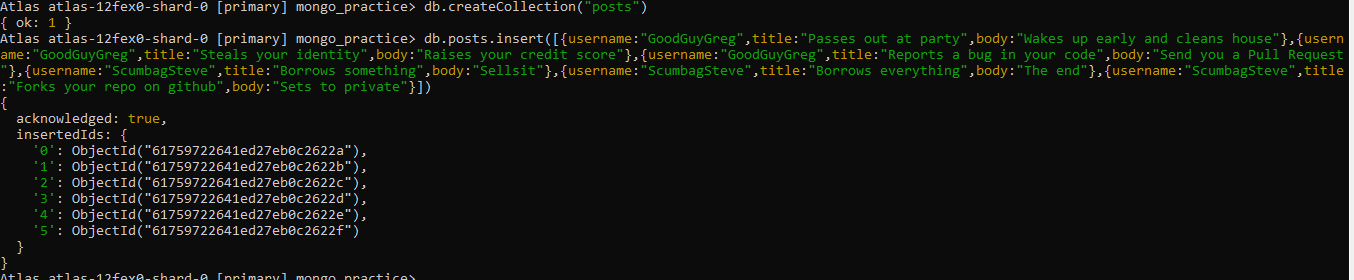 Atlas atlas-12fex0-shard-0 [primary] mongo_practice> db.createCollection("posts")
{ ok: 1 }
Atlas atlas-12fex0-shard-0 [primary] mongo_practice> db.posts.insert([{username:"GoodGuyGreg",title:"Passes out at party",body:"Wakes up early and cleans house"},{usern
ame:"GoodGuyGreg",title:"Steals your identity",body:"Raises your credit score"},{username:"GoodGuyGreg",title:"Reports a bug in your code",body:"Send you a Pull Request
"},{username:"ScumbagSteve",title:"Borrows something",body:"Sellsit"},{username:"ScumbagSteve",title:"Borrows everything",body:"The end"},{username:"ScumbagSteve",title
:"Forks your repo on github",body:"Sets to private"}])
{
  acknowledged: true,
  insertedIds: {
    '0': ObjectId("61759722641ed27eb0c2622a"),
    '1': ObjectId("61759722641ed27eb0c2622b"),
    '2': ObjectId("61759722641ed27eb0c2622c"),
    '3': ObjectId("61759722641ed27eb0c2622d"),
    '4': ObjectId("61759722641ed27eb0c2622e"),
    '5': ObjectId("61759722641ed27eb0c2622f")
  }
}
Atlas atlas-12fex0-shard-0 [primary] mongo_practice>